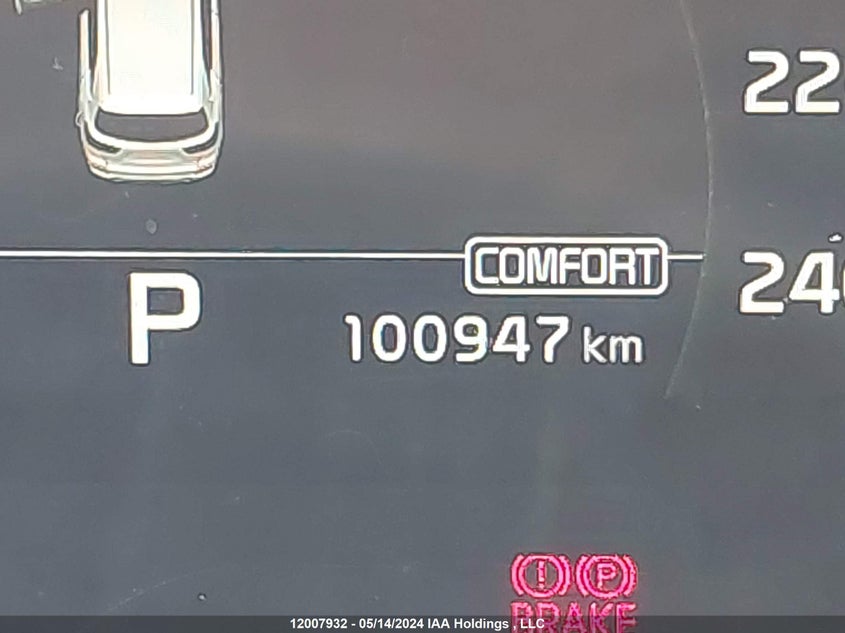 22
COMFORT
24
P
100947 km
(!) (P)
BRAKE
12007932 - 05/14/2024 IAA Holdings , LLC